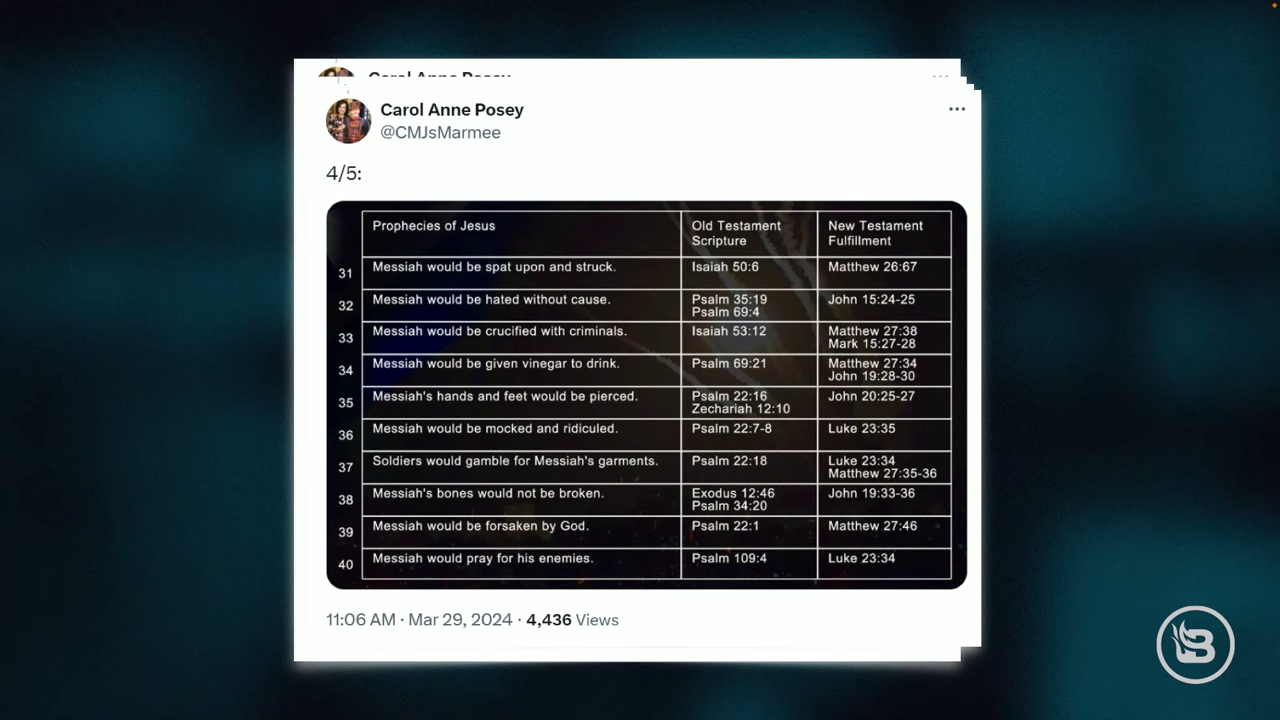 Carol Anne Posey
Carol Anne Posey
@CMJsMarmee
4/5:
Prophecies of Jesus
Old Testament
Scripture
New Testament
Fulfillment
31 Messiah would be spat upon and struck. Isaiah 50:6 Matthew 26:67
32 Messiah would be hated without cause. Psalm 35:19 John 15:24-25
Psalm 69:4
33 Messiah would be crucified with criminals. Isaiah 53:12 Matthew 27:38
Mark 15:27-28
34 Messiah would be given vinegar to drink. Psalm 69:21 Matthew 27:34
John 19:28-30
35 Messiah's hands and feet would be pierced. Psalm 22:16 John 20:25-27
Zechariah 12:10
36 Messiah would be mocked and ridiculed. Psalm 22:7-8 Luke 23:35
37 Soldiers would gamble for Messiah's garments. Psalm 22:18 Luke 23:34
Matthew 27:35-36
38 Messiah's bones would not be broken. Exodus 12:46 John 19:33-36
Psalm 34:20
39 Messiah would be forsaken by God. Psalm 22:1 Matthew 27:46
40 Messiah would pray for his enemies. Psalm 109:4 Luke 23:34
11:06 AM · Mar 29, 2024 · 4,436 Views
B